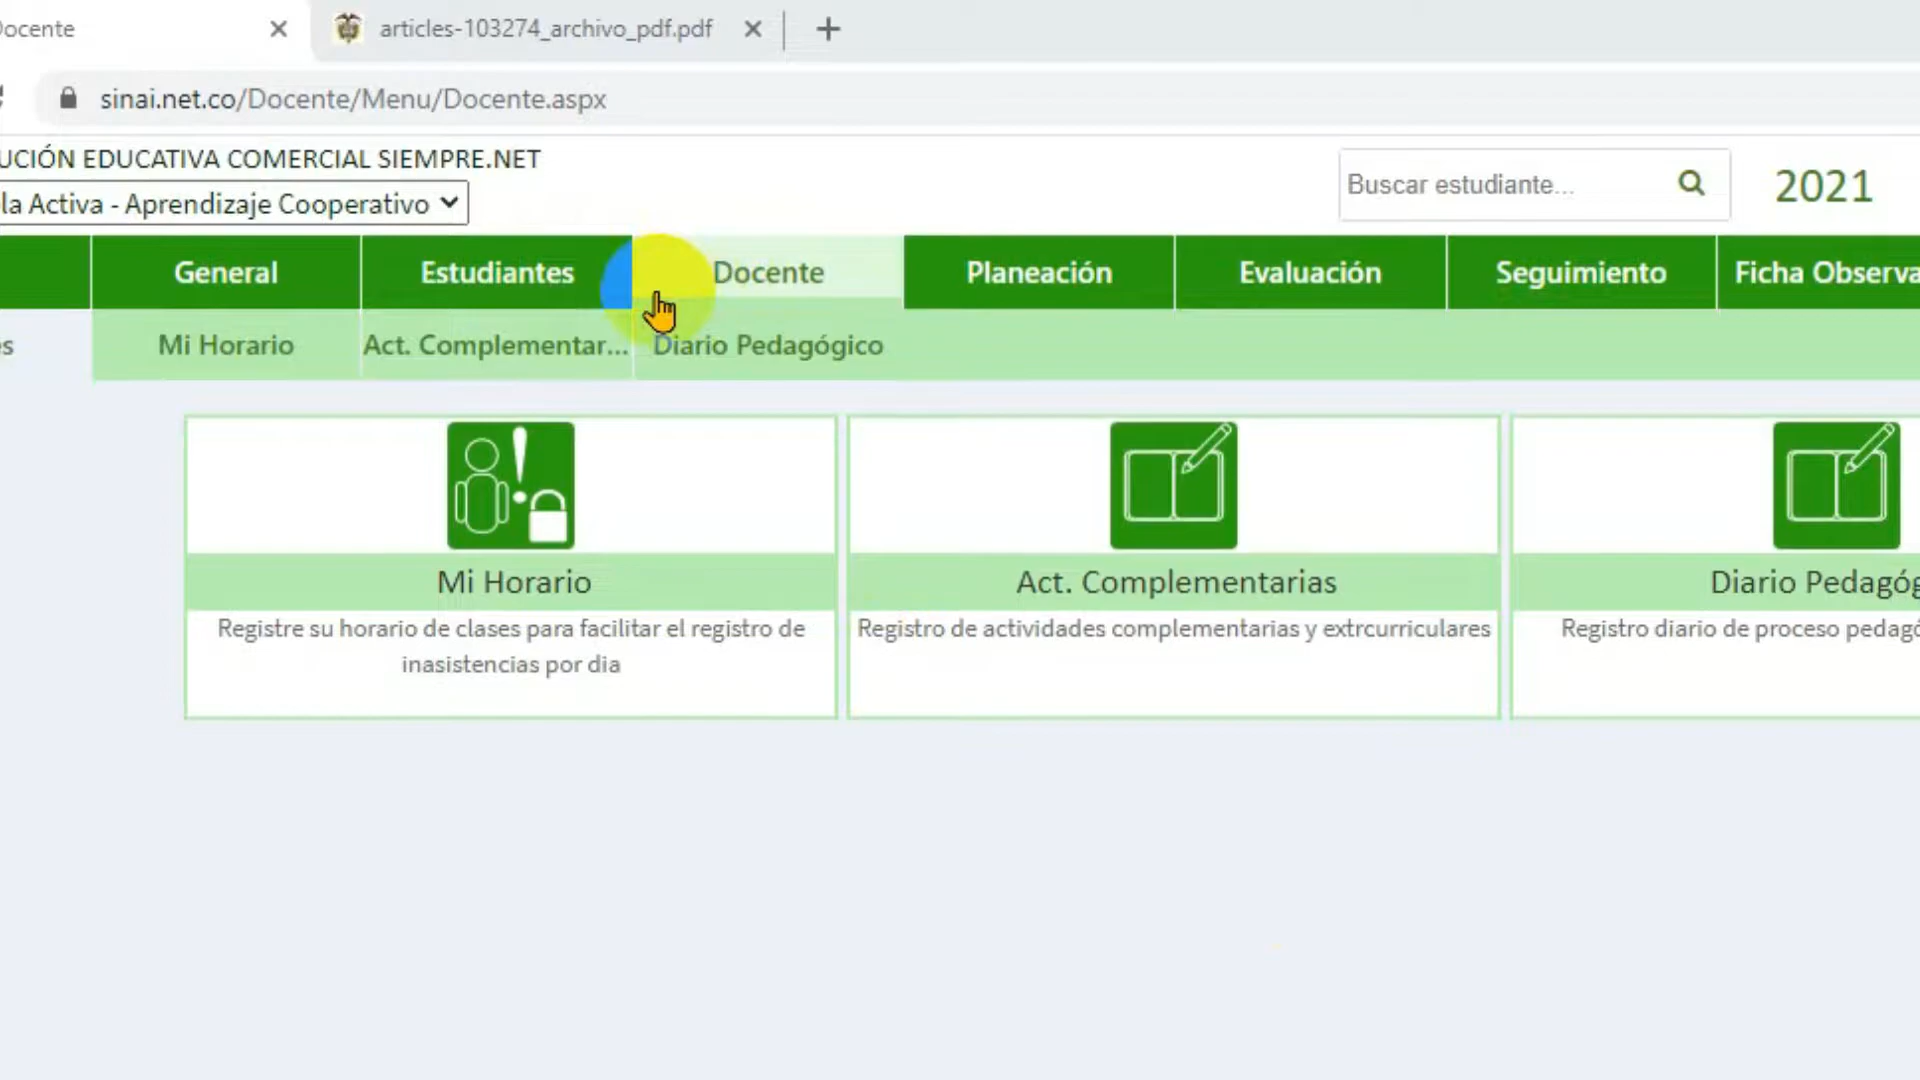 Docente
articles-103274_archivo_pdf.pdf
sinai.net.co/Docente/Menu/Docente.aspx
UCIÓN EDUCATIVA COMERCIAL SIEMPRE.NET
la Activa - Aprendizaje Cooperativo
Buscar estudiante...
2021
General
Estudiantes
Docente
Planeación
Evaluación
Seguimiento
Ficha Observa
s
Mi Horario
Act. Complementar...
Diario Pedagógico
Mi Horario
Act. Complementarias
Diario Pedagóg
Registre su horario de clases para facilitar el registro de
inasistencias por dia
Registro de actividades complementarias y extrcurriculares
Registro diario de proceso pedagó